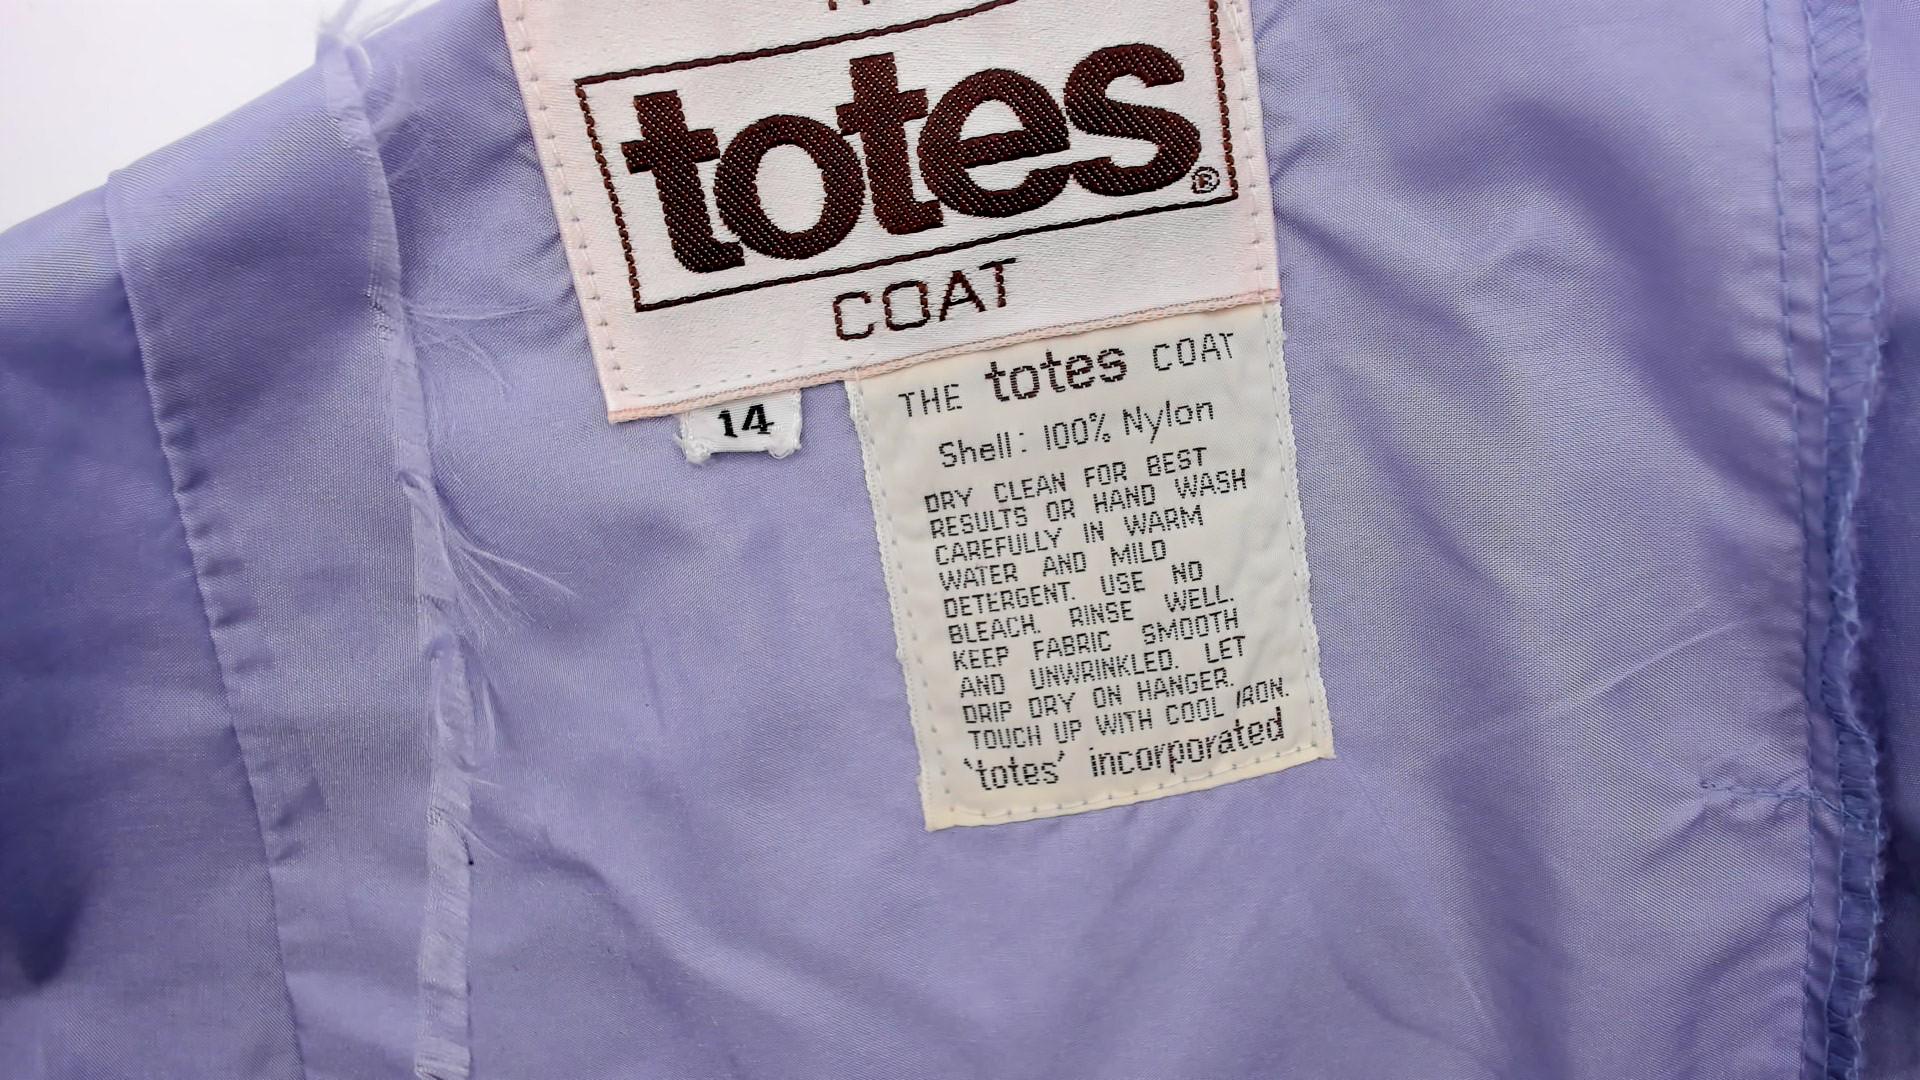 totes®
COAT
14
THE totes COAT
Shell: 100% Nylon
DRY CLEAN FOR BEST
RESULTS OR HAND WASH
CAREFULLY IN WARM
WATER AND MILD
DETERGENT. USE NO
BLEACH. RINSE WELL.
KEEP FABRIC SMOOTH
AND UNWRINKLED. LET
DRIP DRY ON HANGER.
TOUCH UP WITH COOL IRON.
'totes' incorporated